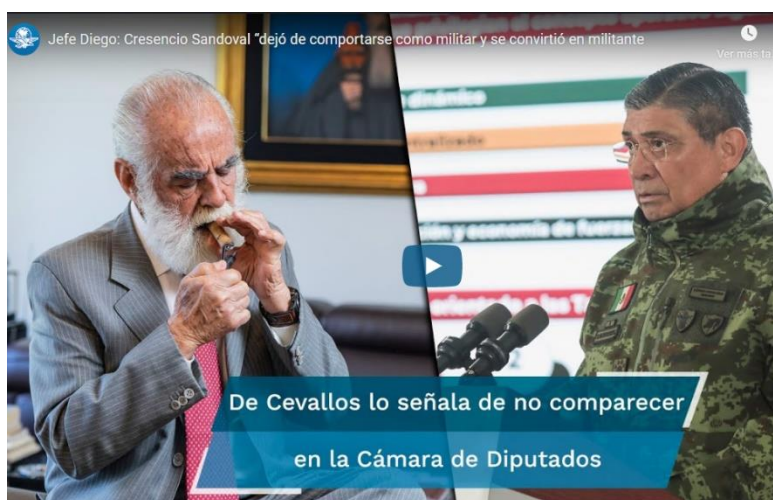 Jefe Diego: Cresencio Sandoval "dejó de comportarse como militar y se convirtió en militante
Ver más ta
dinámico
ón y economía de fuerza
De Cevallos lo señala de no comparecer
en la Cámara de Diputados